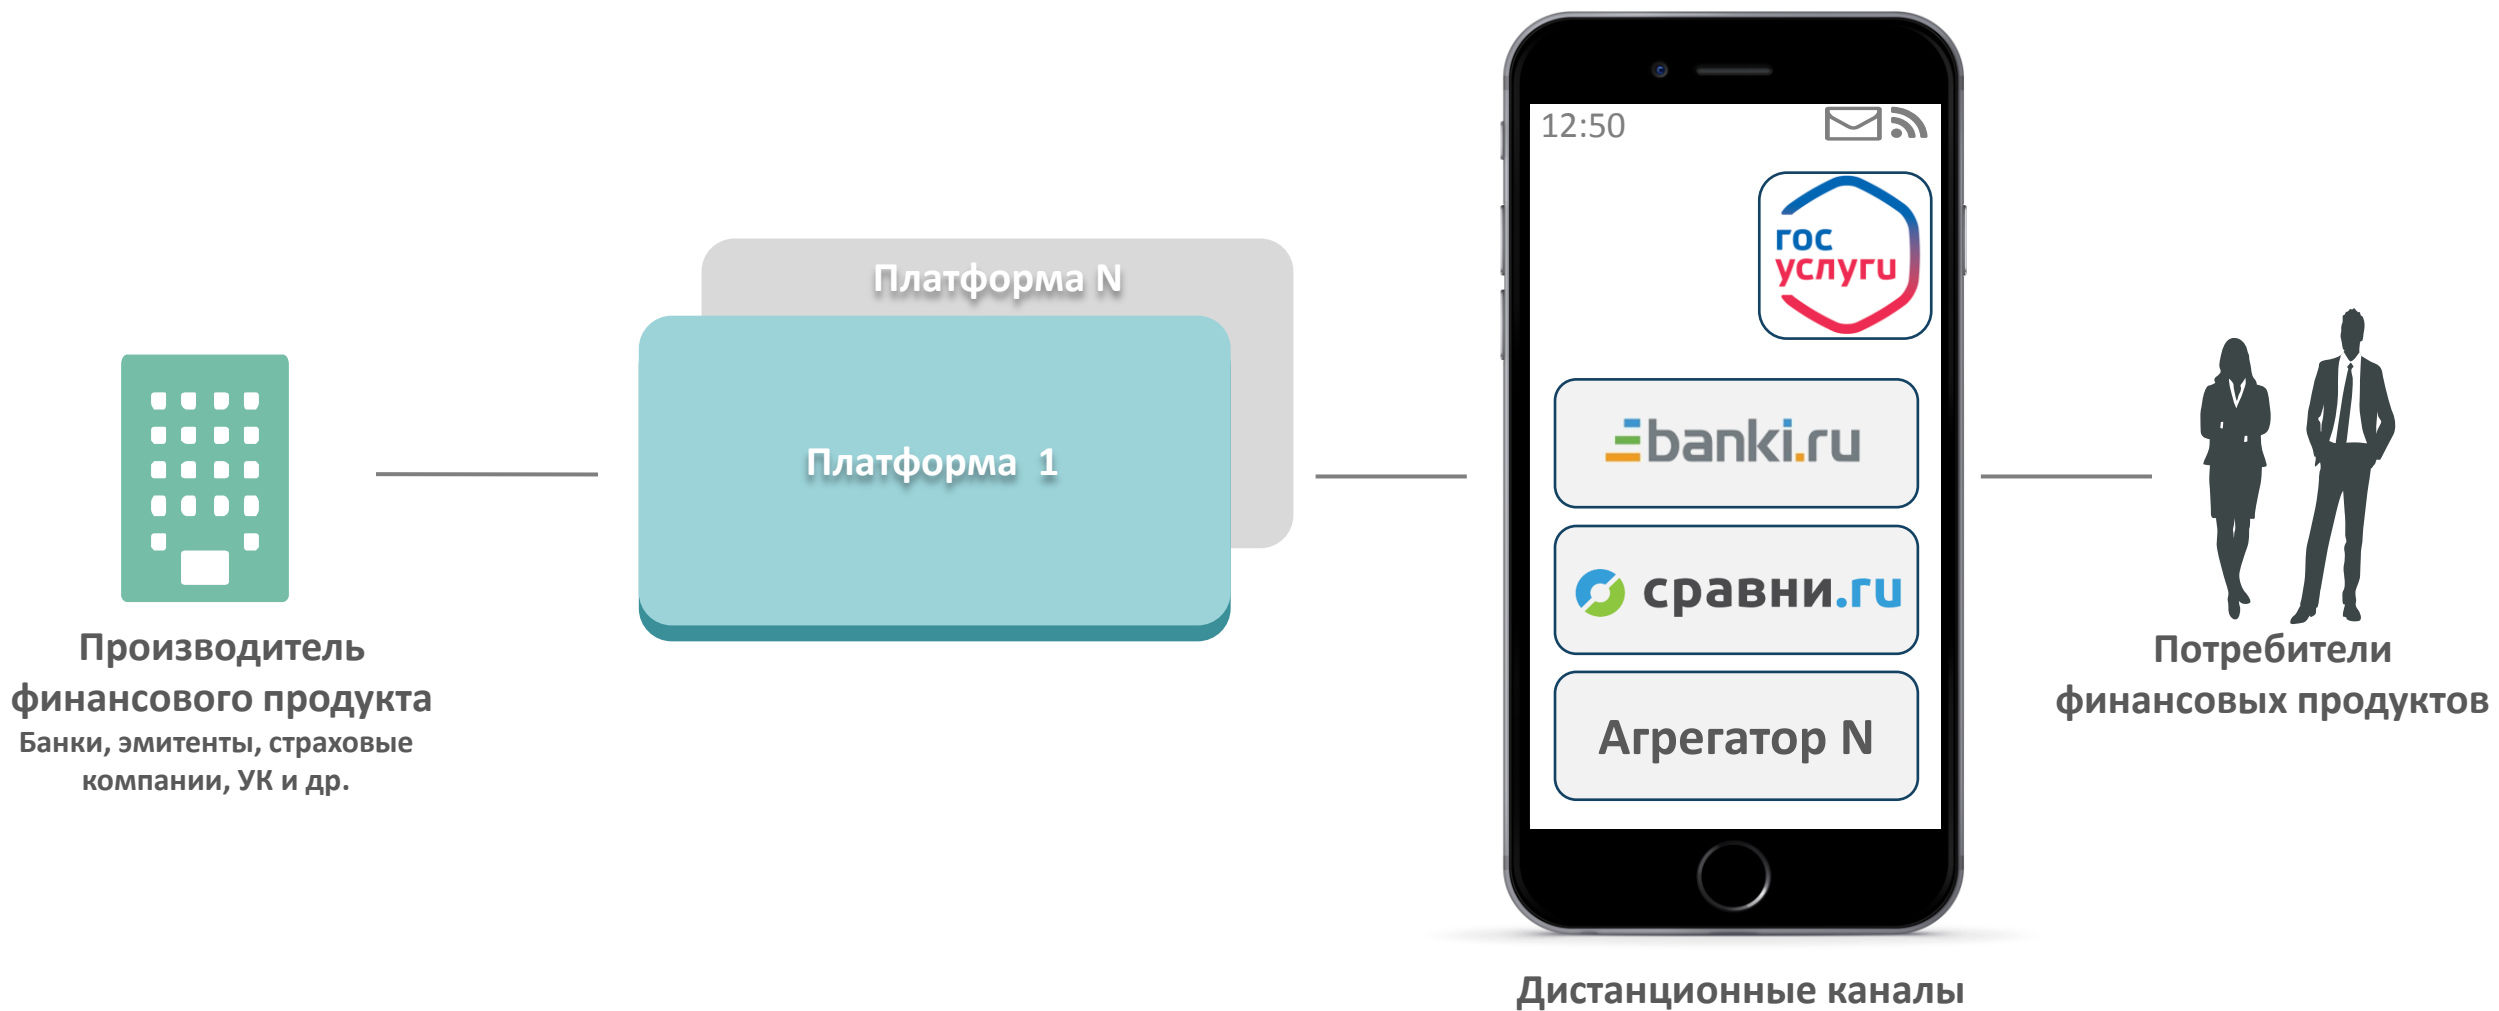 12:50
гос
услуги
Платформа N
banki.ru
Платформа 1
сравни.ru
Производитель
финансового продукта
Банки, эмитенты, страховые
компании, УК и др.
Потребители
финансовых продуктов
Агрегатор N
Дистанционные каналы